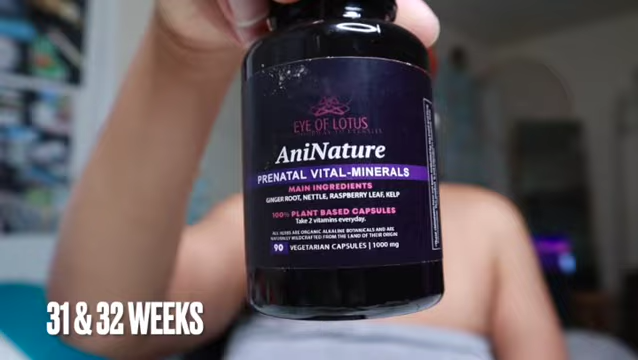 EYE OF LOTUS
AniNature
PRENATAL VITAL-MINERALS
MAIN INGREDIENTS
GINGER ROOT, NETTLE, RASPBERRY LEAF, KELP
100% PLANT BASED CAPSULES
Take 2 vitamins everyday.
ALL HERBS ARE ORGANIC ALKALINE BOTANICALS AND ARE
NATURALLY WILDCRAFTED FROM THE LAND OF THEIR ORIGIN
90 VEGETARIAN CAPSULES | 1000 mg
31 & 32 WEEKS